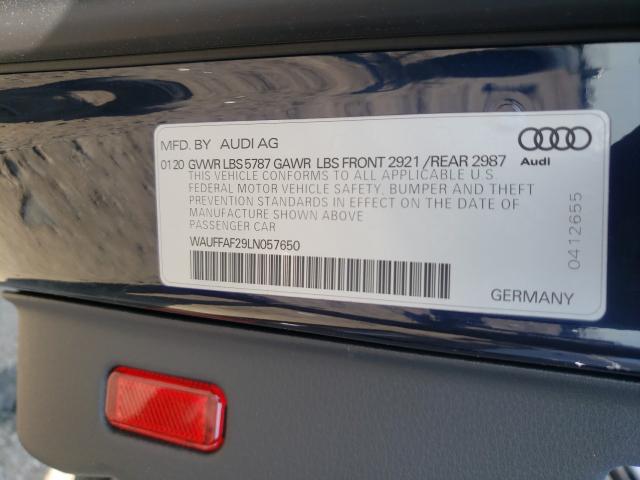 MFD. BY AUDI AG
Audi
01 20 GVWR LBS 5787 GAWR LBS FRONT 2921 / REAR 2987
THIS VEHICLE CONFORMS TO ALL APPLICABLE U S
FEDERAL MOTOR VEHICLE SAFETY, BUMPER AND THEFT
PREVENTION STANDARDS IN EFFECT ON THE DATE OF
MANUFACTURE SHOWN ABOVE
PASSENGER CAR
WAUFFAF29LN057650
0412655
GERMANY